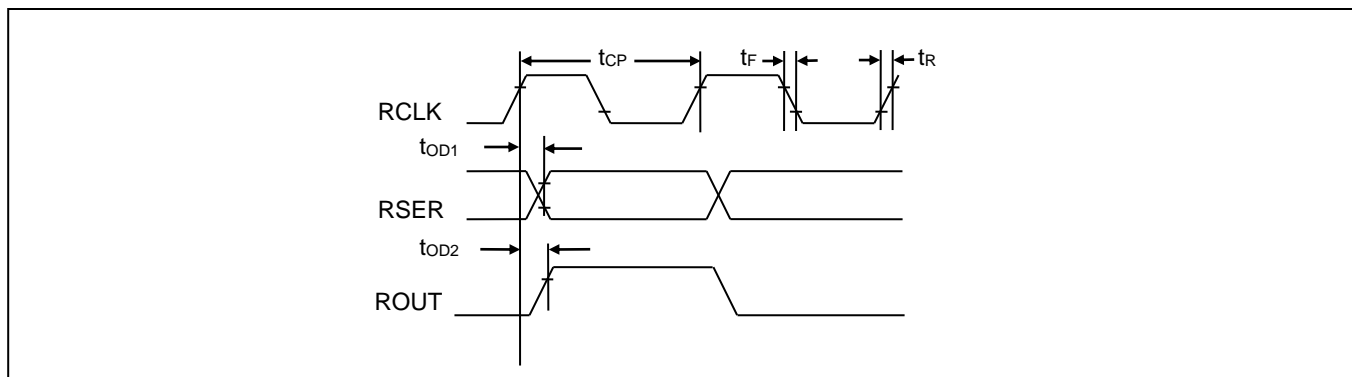 tCP
tF
tR
RCLK
tOD1
RSER
tOD2
ROUT